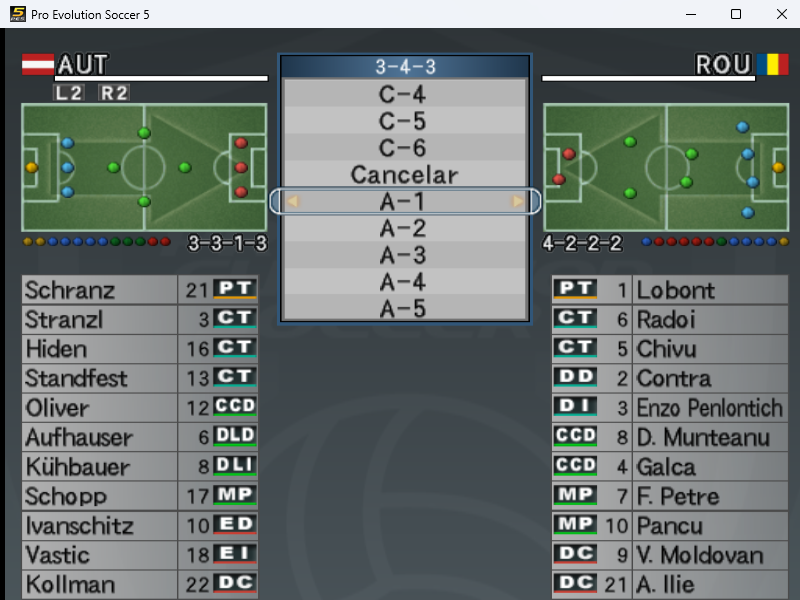 Pro Evolution Soccer 5
AUT
3-4-3
ROU
L2 R2
C-4
C-5
C-6
Cancelar
A-1
A-2
A-3
A-4
A-5
3-3-1-3
4-2-2-2
Schranz 21 PT
Stranzl 3 CT
Hiden 16 CT
Standfest 13 CT
Oliver 12 CCD
Aufhauser 6 DLD
Kühbauer 8 DLI
Schopp 17 MP
Ivanschitz 10 ED
Vastic 18 EI
Kollman 22 DC
PT 1 Lobont
CT 6 Radoi
CT 5 Chivu
DD 2 Contra
DI 3 Enzo Penlontich
CCD 8 D. Munteanu
CCD 4 Galca
MP 7 F. Petre
MP 10 Pancu
DC 9 V. Moldovan
DC 21 A. Ilie